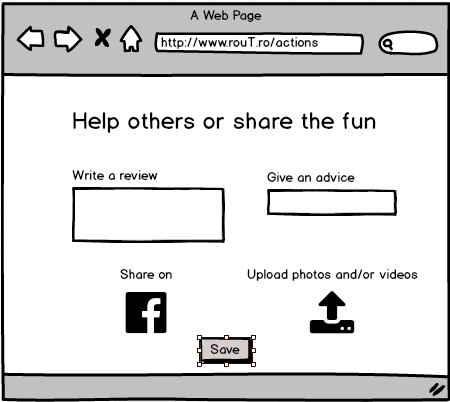 A Web Page
http://www.rouT.ro/actions
Help others or share the fun
Write a review
Give an advice
Share on
Upload photos and/or videos
Save